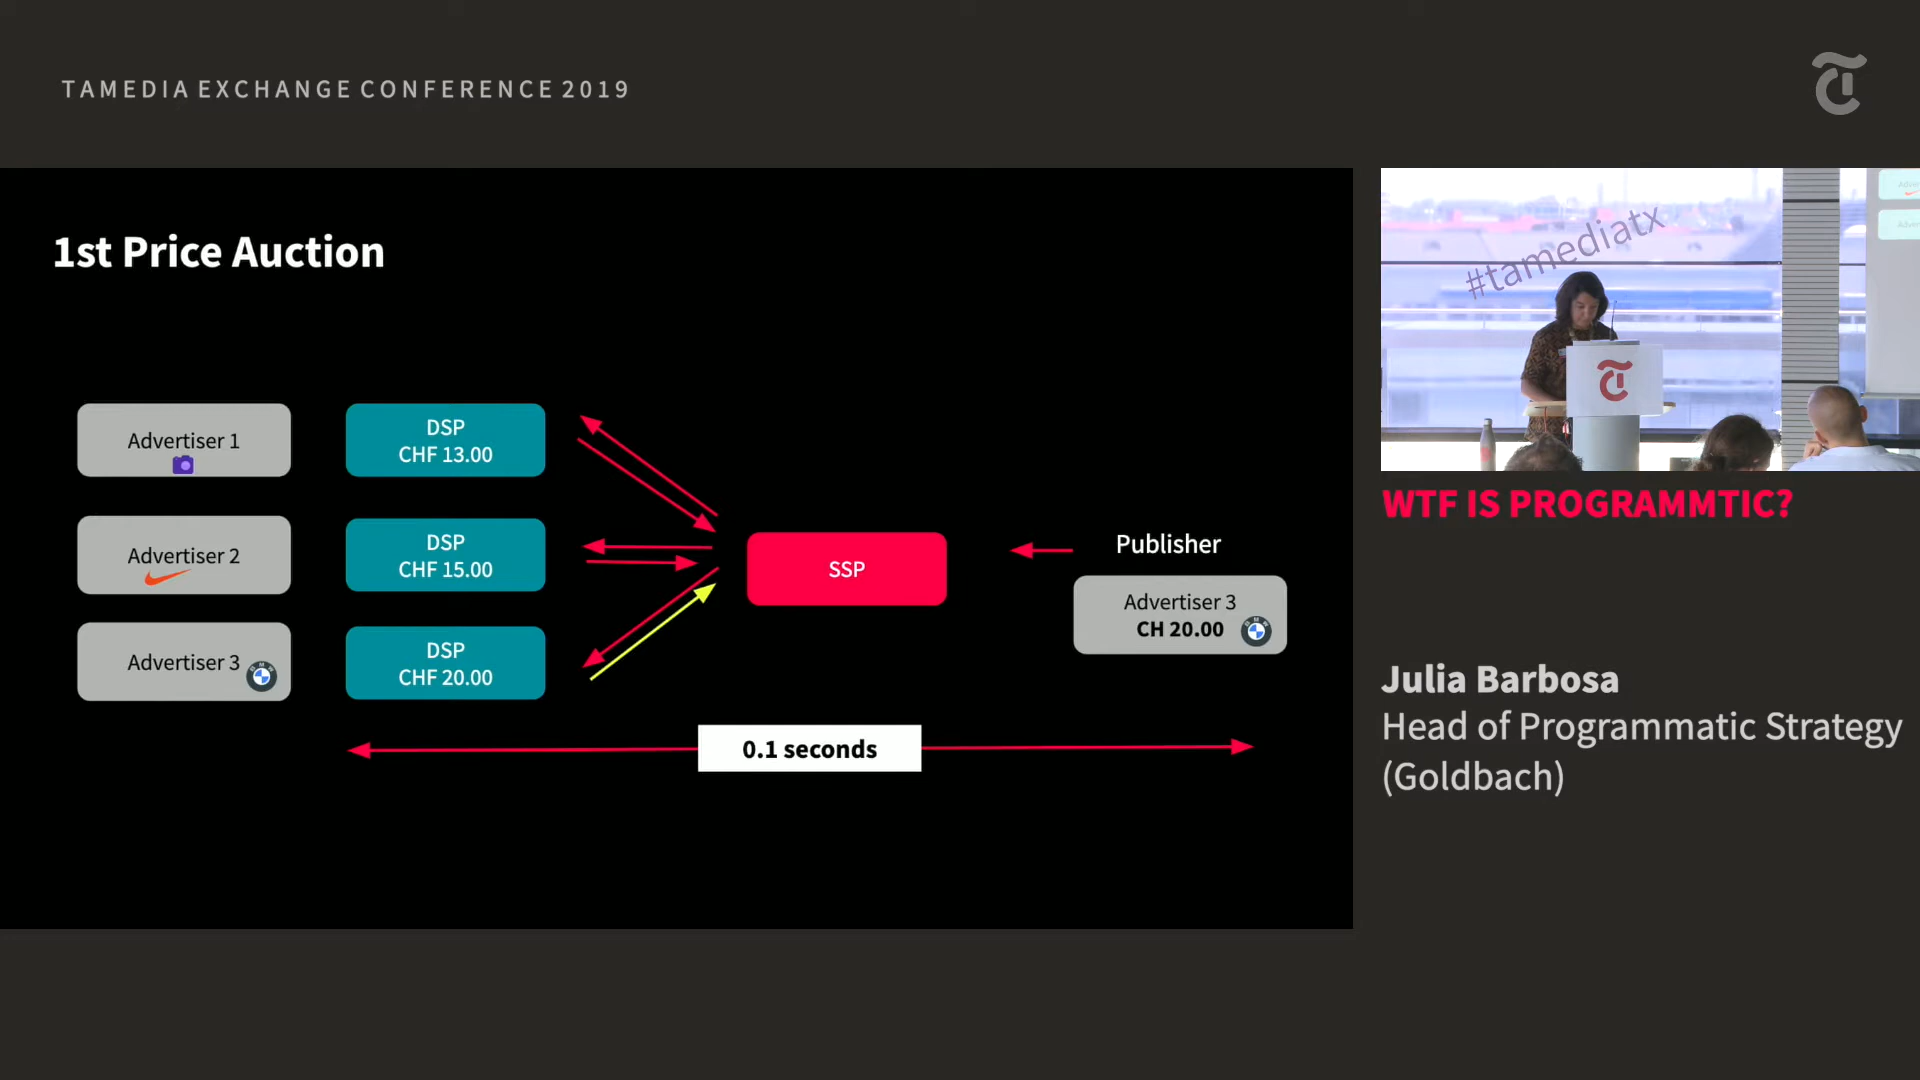 TAMEDIA EXCHANGE CONFERENCE 2019
1st Price Auction
Advertiser 1
DSP
CHF 13.00
Advertiser 2
DSP
CHF 15.00
Advertiser 3
DSP
CHF 20.00
SSP
Publisher
Advertiser 3
CH 20.00
0.1 seconds
#tamediatx
WTF IS PROGRAMMTIC?
Julia Barbosa
Head of Programmatic Strategy
(Goldbach)